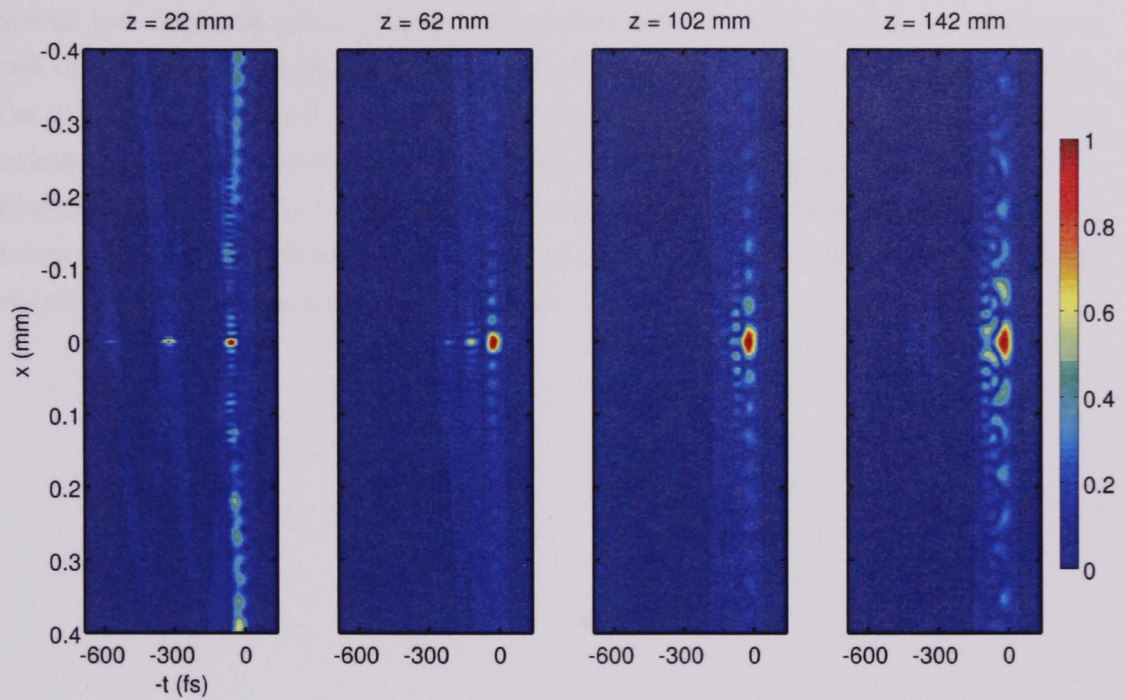 z = 22 mm
z = 62 mm
z = 102 mm
z = 142 mm
-0.4
-0.3
-0.2
-0.1
0
0.1
0.2
0.3
0.4
x (mm)
-600 -300 0
-600 -300 0
-600 -300 0
-600 -300 0
-t (fs)
1
0.8
0.6
0.4
0.2
0